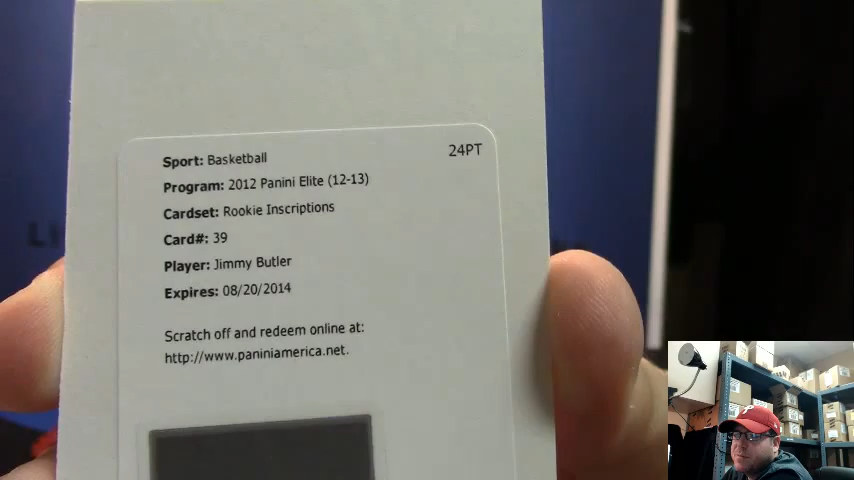 Sport: Basketball
24PT
Program: 2012 Panini Elite (12-13)
Cardset: Rookie Inscriptions
Card#: 39
Player: Jimmy Butler
Expires: 08/20/2014
Scratch off and redeem online at:
http://www.paniniamerica.net.